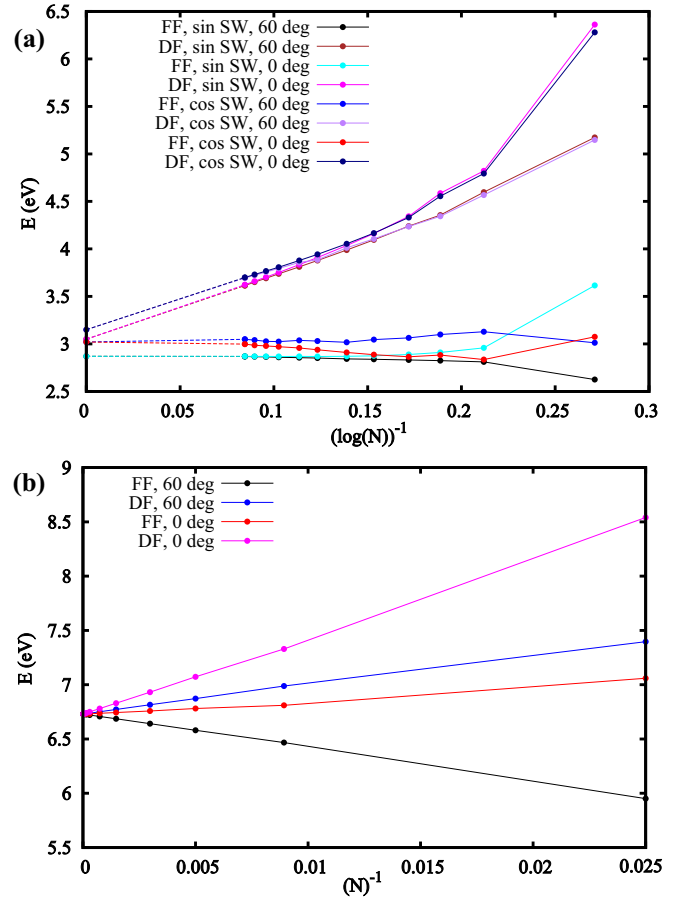 (a)
FF, sin SW, 60 deg
DF, sin SW, 60 deg
FF, sin SW, 0 deg
DF, sin SW, 0 deg
FF, cos SW, 60 deg
DF, cos SW, 60 deg
FF, cos SW, 0 deg
DF, cos SW, 0 deg
6.5
6
5.5
5
4.5
4
3.5
3
2.5
E (eV)
0 0.05 0.1 0.15 0.2 0.25 0.3
(log(N))⁻¹
(b)
FF, 60 deg
DF, 60 deg
FF, 0 deg
DF, 0 deg
9
8.5
8
7.5
7
6.5
6
5.5
E (eV)
0 0.005 0.01 0.015 0.02 0.025
(N)⁻¹